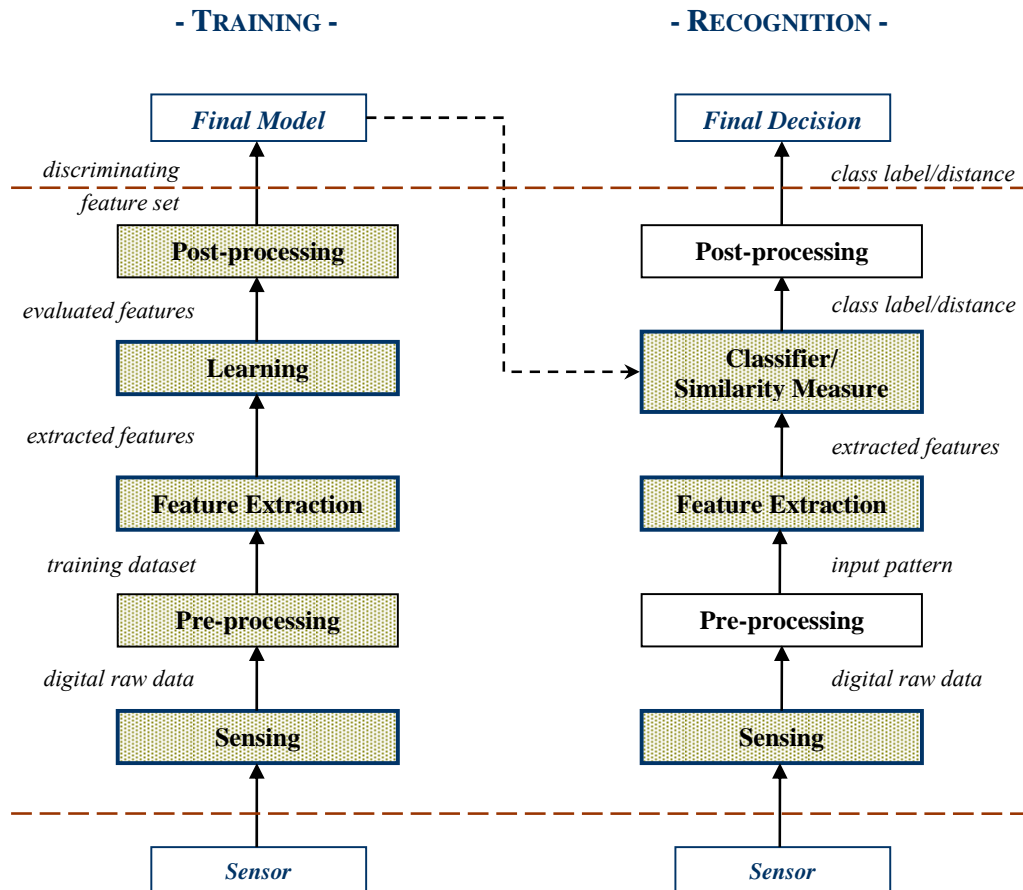 - TRAINING -
Final Model
discriminating
feature set
Post-processing
evaluated features
Learning
extracted features
Feature Extraction
training dataset
Pre-processing
digital raw data
Sensing
Sensor
- RECOGNITION -
Final Decision
class label/distance
Post-processing
class label/distance
Classifier/
Similarity Measure
extracted features
Feature Extraction
input pattern
Pre-processing
digital raw data
Sensing
Sensor